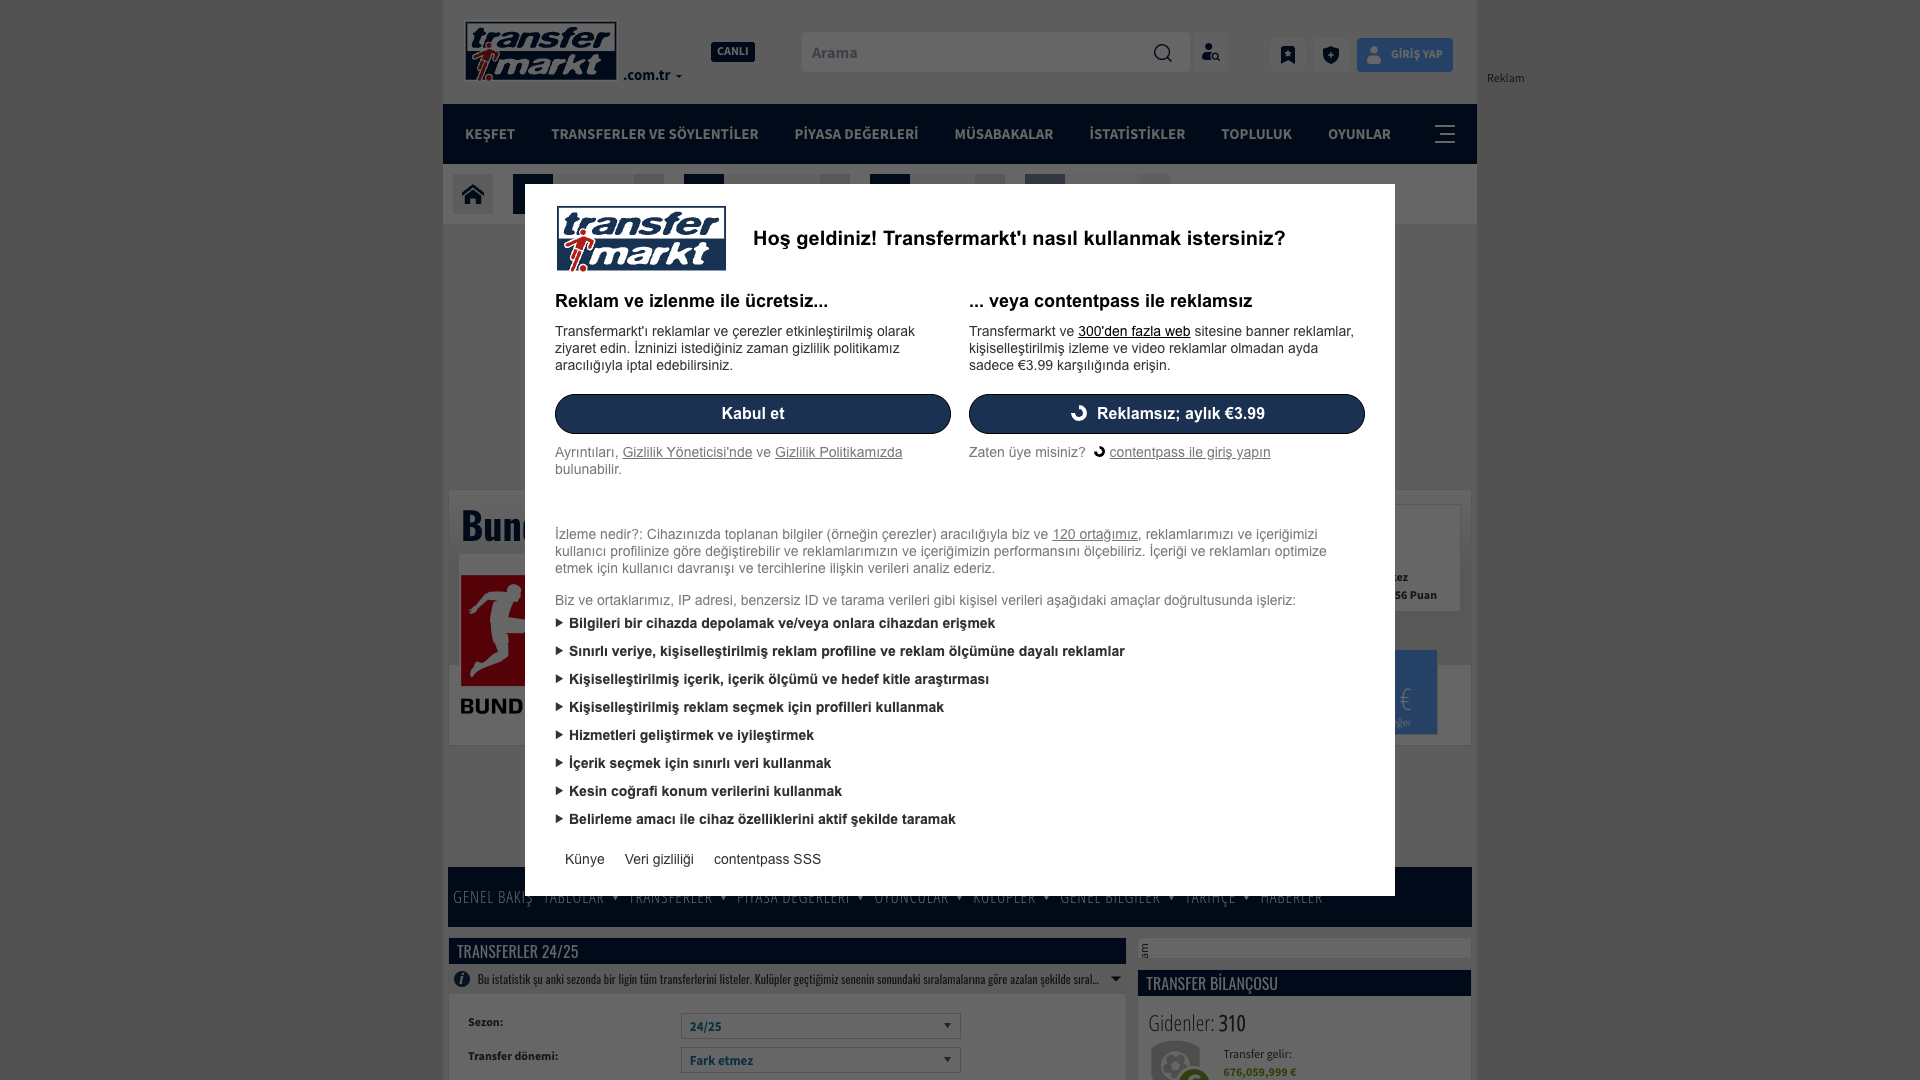 transfer
markt
.com.tr
CANLI
Arama
GİRİŞ YAP
Reklam
KEŞFET
TRANSFERLER VE SÖYLENTİLER
PİYASA DEĞERLERİ
MÜSABAKALAR
İSTATİSTİKLER
TOPLULUK
OYUNLAR
transfer
markt
Hoş geldiniz! Transfermarkt'ı nasıl kullanmak istersiniz?
Reklam ve izlenme ile ücretsiz...
Transfermarkt'ı reklamlar ve çerezler etkinleştirilmiş olarak
ziyaret edin. İzninizi istediğiniz zaman gizlilik politikamız
aracılığıyla iptal edebilirsiniz.
Kabul et
Ayrıntıları, Gizlilik Yöneticisi'nde ve Gizlilik Politikamızda
bulunabilir.
... veya contentpass ile reklamsız
Transfermarkt ve 300'den fazla web sitesine banner reklamlar,
kişiselleştirilmiş izleme ve video reklamlar olmadan ayda
sadece €3.99 karşılığında erişin.
Reklamsız; aylık €3.99
Zaten üye misiniz? contentpass ile giriş yapın
İzleme nedir?: Cihazınızda toplanan bilgiler (örneğin çerezler) aracılığıyla biz ve 120 ortağımız, reklamlarımızı ve içeriğimizi
kullanıcı profilinize göre değiştirebilir ve reklamlarımızın ve içeriğimizin performansını ölçebiliriz. İçeriği ve reklamları optimize
etmek için kullanıcı davranışı ve tercihlerine ilişkin verileri analiz ederiz.
Biz ve ortaklarımız, IP adresi, benzersiz ID ve tarama verileri gibi kişisel verileri aşağıdaki amaçlar doğrultusunda işleriz:
Bilgileri bir cihazda depolamak ve/veya onlara cihazdan erişmek
Sınırlı veriye, kişiselleştirilmiş reklam profiline ve reklam ölçümüne dayalı reklamlar
Kişiselleştirilmiş içerik, içerik ölçümü ve hedef kitle araştırması
Kişiselleştirilmiş reklam seçmek için profilleri kullanmak
Hizmetleri geliştirmek ve iyileştirmek
İçerik seçmek için sınırlı veri kullanmak
Kesin coğrafi konum verilerini kullanmak
Belirleme amacı ile cihaz özelliklerini aktif şekilde taramak
Künye Veri gizliliği contentpass SSS
Bund
BUND
56 Puan
€
GENEL BAKIŞ TABLOLAR TRANSFERLER PİYASA DEĞERLERİ OYUNCULAR KULÜPLER GENEL BİLGİLER TARİHÇE HABERLER
TRANSFERLER 24/25
Bu istatistik şu anki sezonda bir ligin tüm transferlerini listeler. Kulüpler geçtiğimiz senenin sonundaki sıralamalarına göre azalan şekilde sıral...
Sezon:
24/25
Transfer dönemi:
Fark etmez
TRANSFER BİLANÇOSU
Gidenler: 310
Transfer gelir:
676,059,999 €